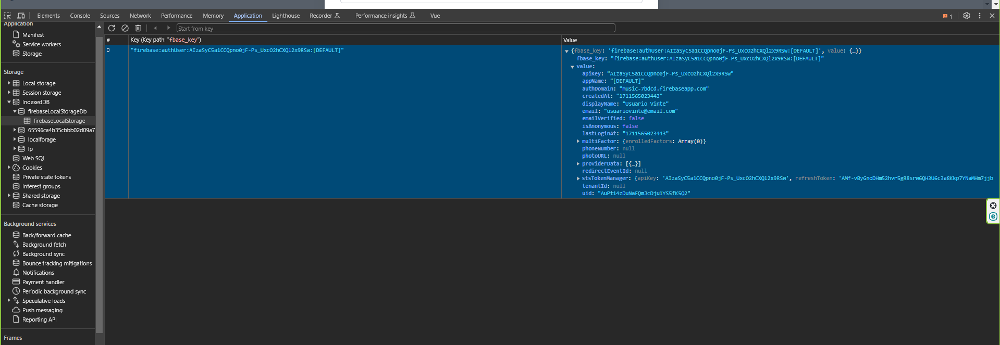 Elements Console Sources Network Performance Memory Application Lighthouse Recorder Performance insights Vue 1
Application
Manifest
Service workers
Storage
Storage
Local storage
Session storage
IndexedDB
firebaseLocalStorageDb
firebaseLocalStorage
65596ca4b35cbbb02d09a7
localforage
lp
Web SQL
Cookies
Private state tokens
Interest groups
Shared storage
Cache storage
Background services
Back/forward cache
Background fetch
Background sync
Bounce tracking mitigations
Notifications
Payment handler
Periodic background sync
Speculative loads
Push messaging
Reporting API
Frames
Start from key
# Key (Key path: "fbase_key") Value
0 "firebase:authUser:AIzaSyC5a1CCQpno0jF-Ps_UxcO2hCXQl2x9RSw:[DEFAULT]"
{fbase_key: 'firebase:authUser:AIzaSyC5a1CCQpno0jF-Ps_UxcO2hCXQl2x9RSw:[DEFAULT]', value: {…}}
fbase_key: "firebase:authUser:AIzaSyC5a1CCQpno0jF-Ps_UxcO2hCXQl2x9RSw:[DEFAULT]"
value:
apiKey: "AIzaSyC5a1CCQpno0jF-Ps_UxcO2hCXQl2x9RSw"
appName: "[DEFAULT]"
authDomain: "music-7bdcd.firebaseapp.com"
createdAt: "1711565023443"
displayName: "Usuario Vinte"
email: "usuariovinte@email.com"
emailVerified: false
isAnonymous: false
lastLoginAt: "1711565023443"
multiFactor: {enrolledFactors: Array(0)}
phoneNumber: null
photoURL: null
providerData: [{…}]
redirectEventId: null
stsTokenManager: {apiKey: 'AIzaSyC5a1CCQpno0jF-Ps_UxcO2hCXQl2x9RSw', refreshToken: 'AMf-vByGnoDHm52hvr5gR8srw6QH3U6c3a8Kkp7YNaMHm7jjb
tenantId: null
uid: "AuPt14zDuNaFQmJcDju1YS5fK5Q2"